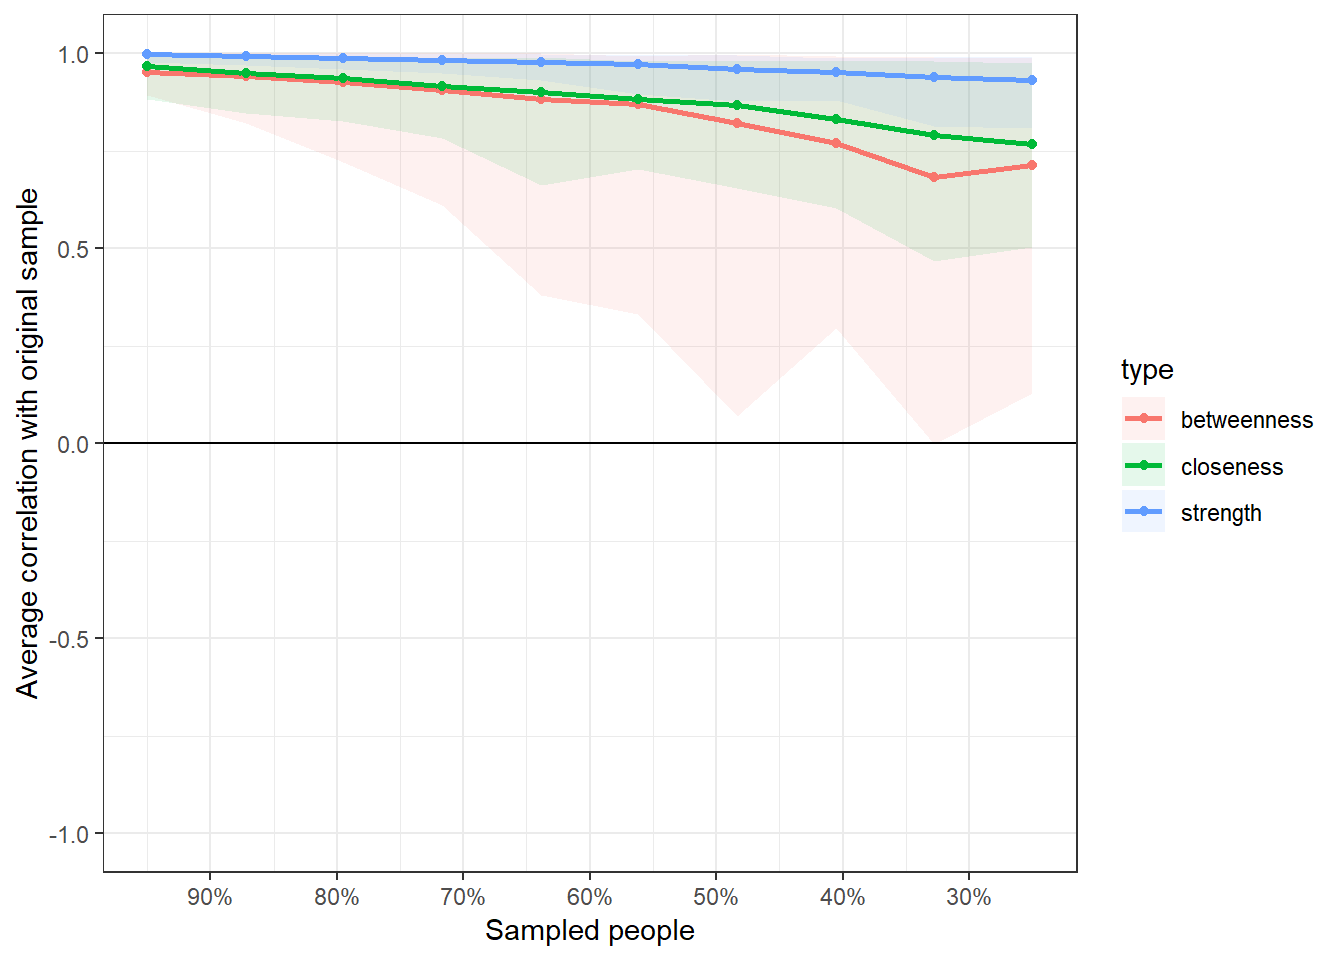 Average correlation with original sample
1.0
0.5
0.0
-0.5
-1.0
90% 80% 70% 60% 50% 40% 30%
Sampled people
type
betweenness
closeness
strength